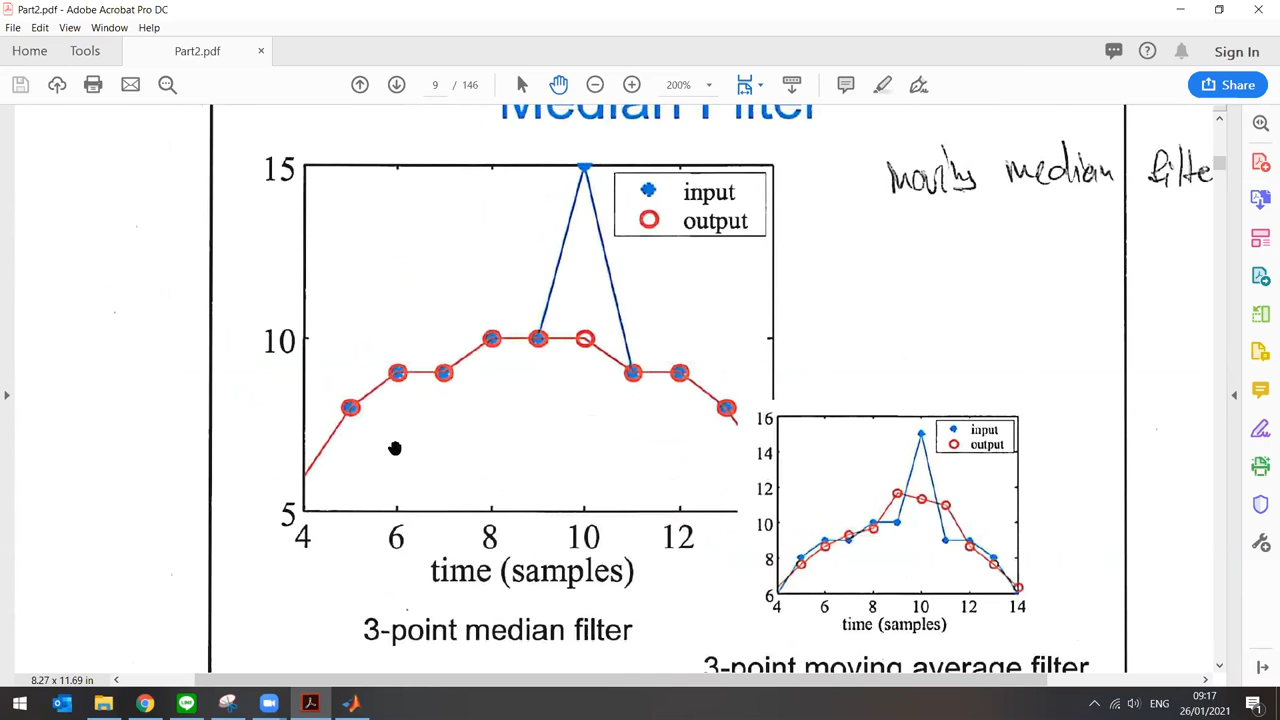 Part2.pdf - Adobe Acrobat Pro DC
File Edit View Window Help
Home Tools Part2.pdf × Sign In
9 / 146 200% Share
Median Filter
moving median filte
15
input
output
10
5
4 6 8 10 12
time (samples)
3-point median filter
16
14
12
10
8
6
input
output
4 6 8 10 12 14
time (samples)
3-point moving average filter
8.27 x 11.69 in
09:17
ENG
26/01/2021
1